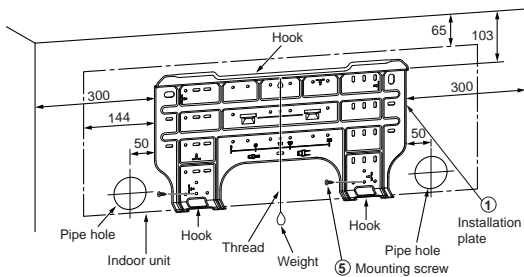 65
103
Hook
300
300
144
50
50
①
Installation
plate
Pipe hole
Hook
Hook
Indoor unit
Thread
Weight
⑤ Mounting screw
Pipe hole